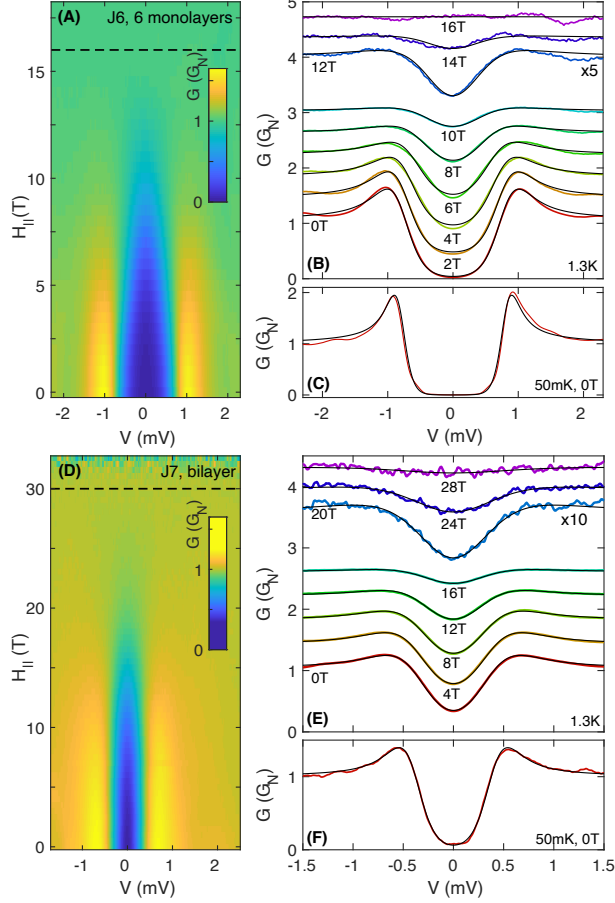 (A) J6, 6 monolayers
G (G_N)
1
0
15
10
5
0
H_||(T)
-2 -1 0 1 2
V (mV)
5
4
3
2
1
0
G (G_N)
16T
14T
12T
x5
10T
8T
6T
4T
0T
2T
(B)
1.3K
2
1
0
G (G_N)
(C)
50mK, 0T
-2 -1 0 1 2
V (mV)
(D) J7, bilayer
G (G_N)
1
0
30
20
10
0
H_|| (T)
-1 0 1 2
V (mV)
4
3
2
1
0
G (G_N)
28T
24T
20T
x10
16T
12T
8T
0T
4T
(E)
1.3K
1
0
G (G_N)
(F)
50mK, 0T
-1.5 -1 -0.5 0 0.5 1 1.5
V (mV)